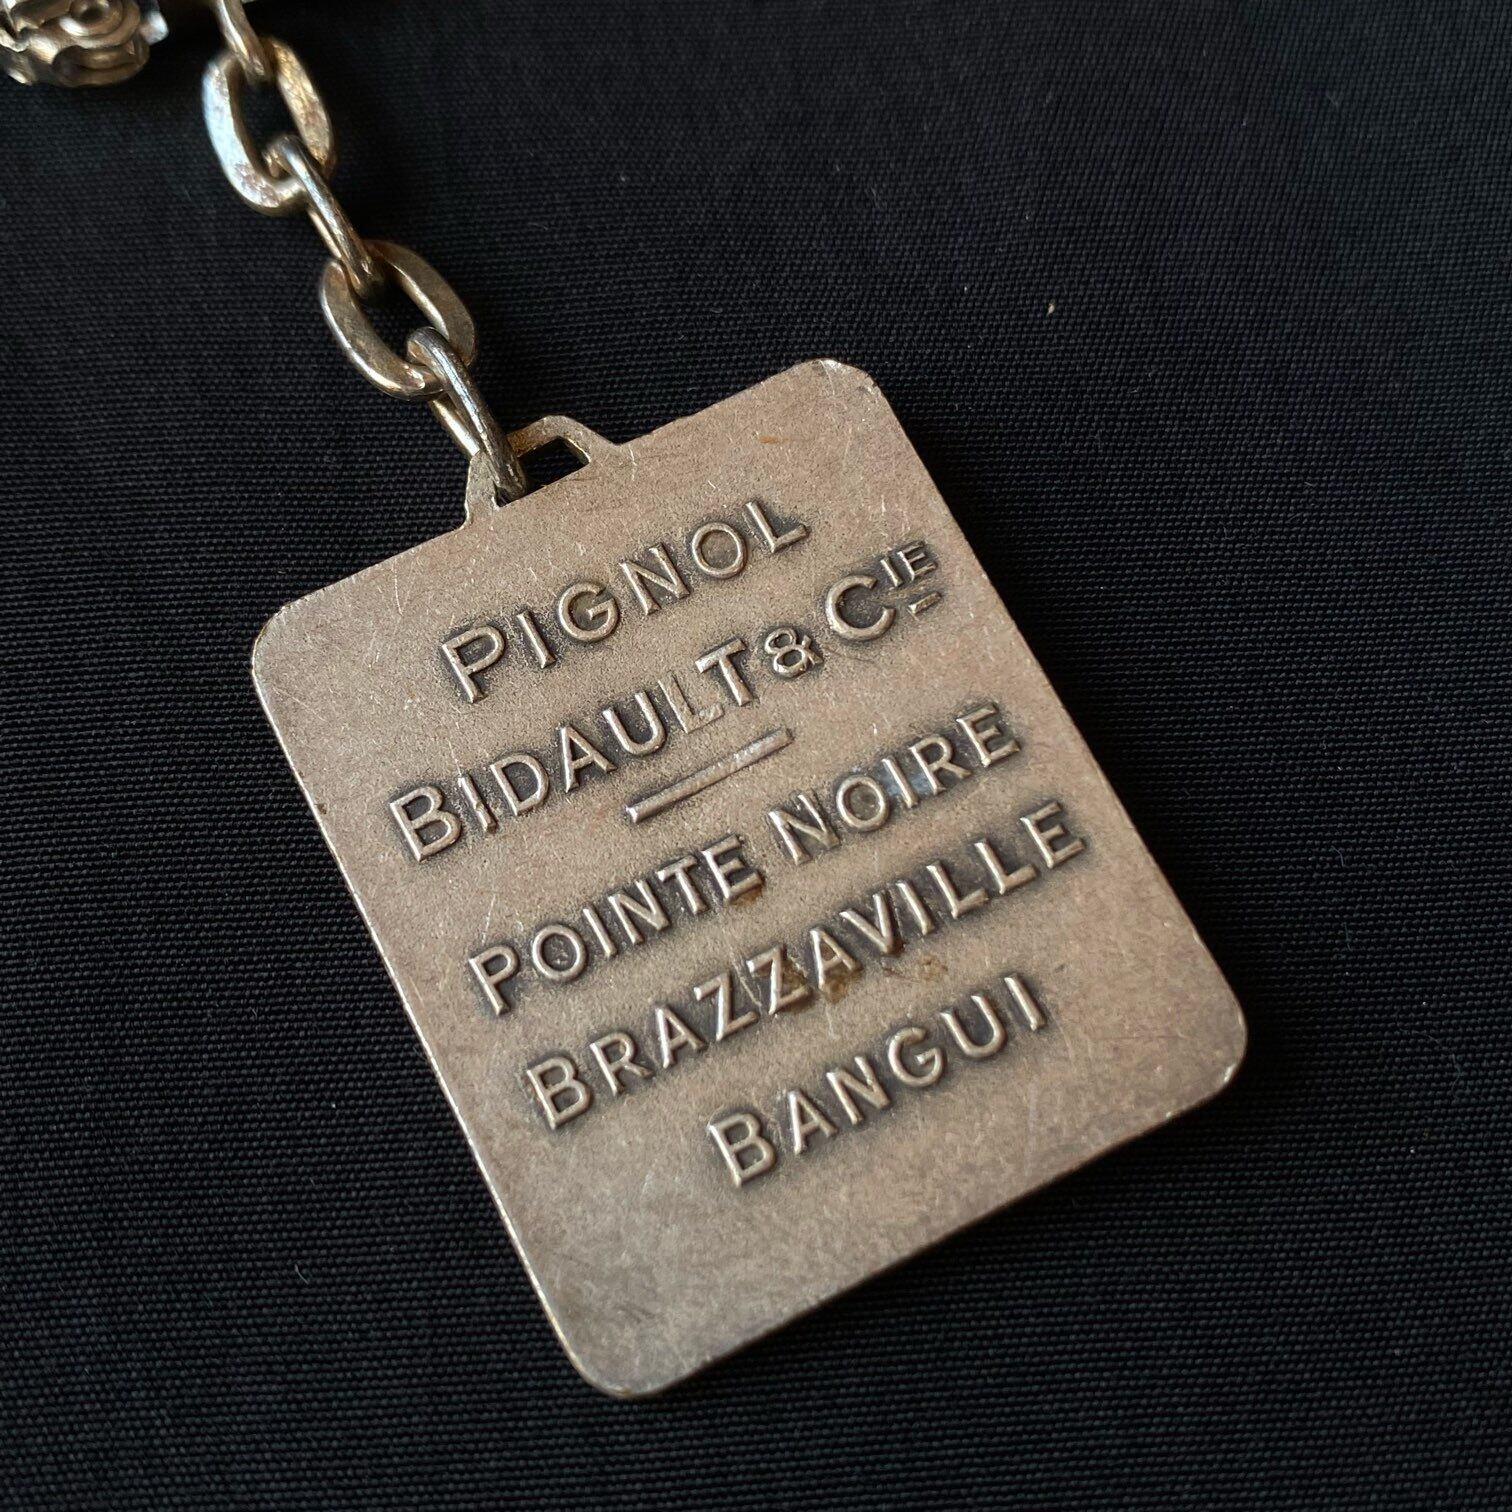 PIGNOL
BIDAULT & CIE
POINTE NOIRE
BRAZZAVILLE
BANGUI